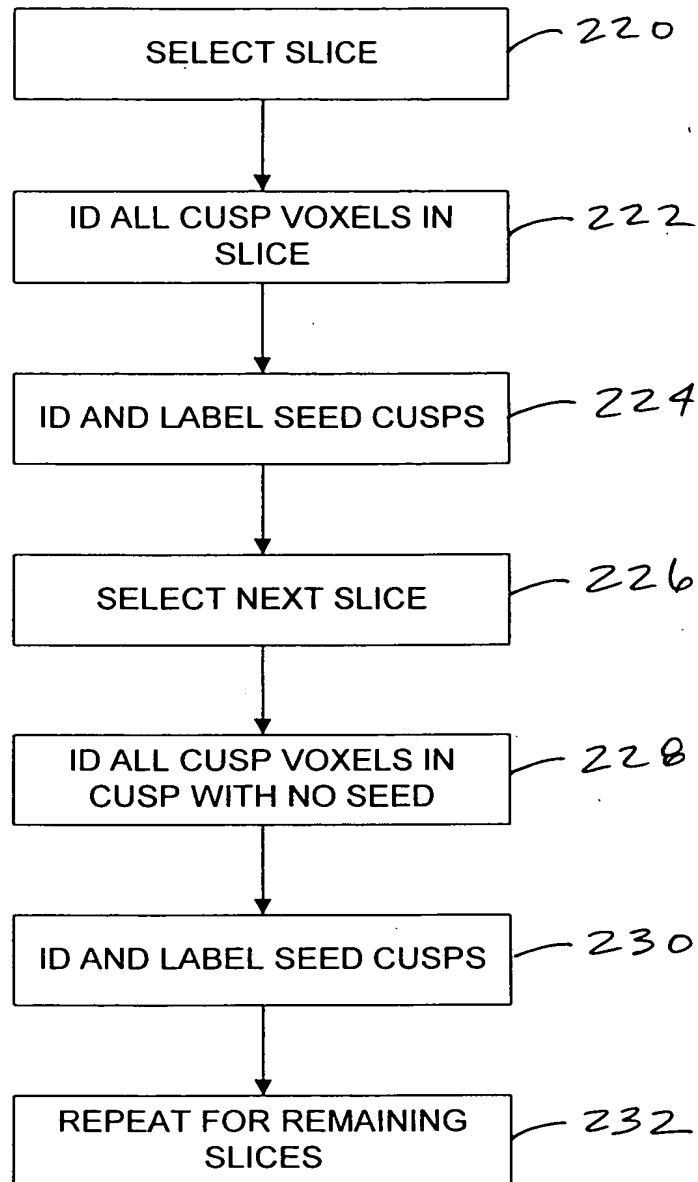 SELECT SLICE
220
ID ALL CUSP VOXELS IN
SLICE
222
ID AND LABEL SEED CUSPS
224
SELECT NEXT SLICE
226
ID ALL CUSP VOXELS IN
CUSP WITH NO SEED
228
ID AND LABEL SEED CUSPS
230
REPEAT FOR REMAINING
SLICES
232